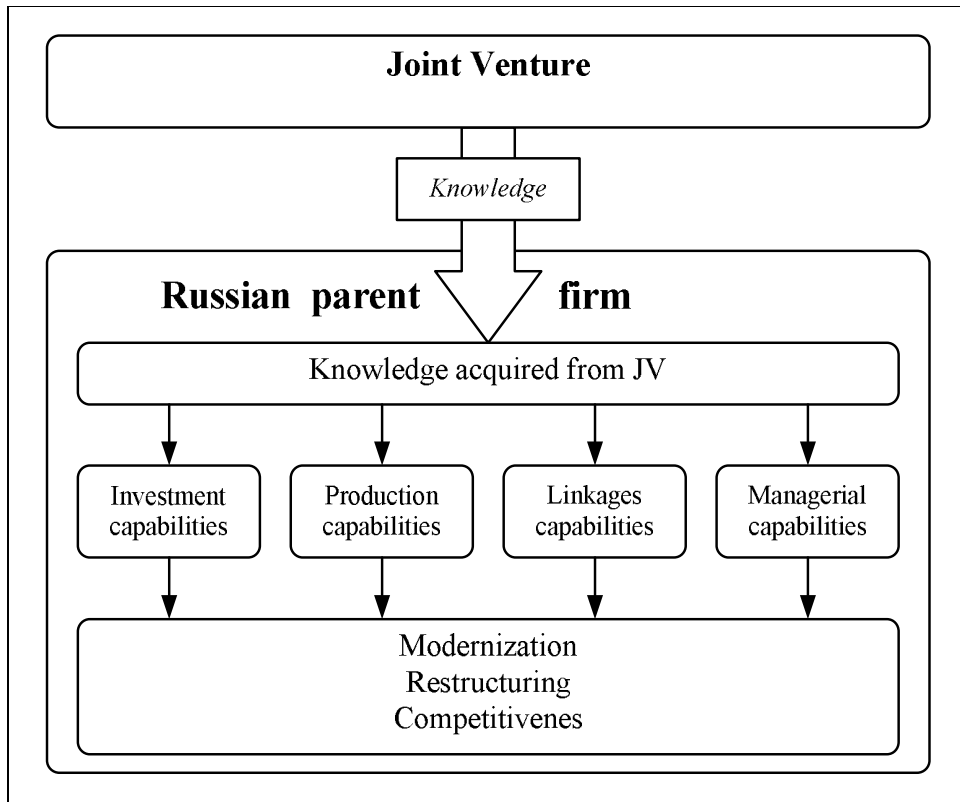 Joint Venture
Knowledge
Russian parent firm
Knowledge acquired from JV
Investment
capabilities
Production
capabilities
Linkages
capabilities
Managerial
capabilities
Modernization
Restructuring
Competitivenes